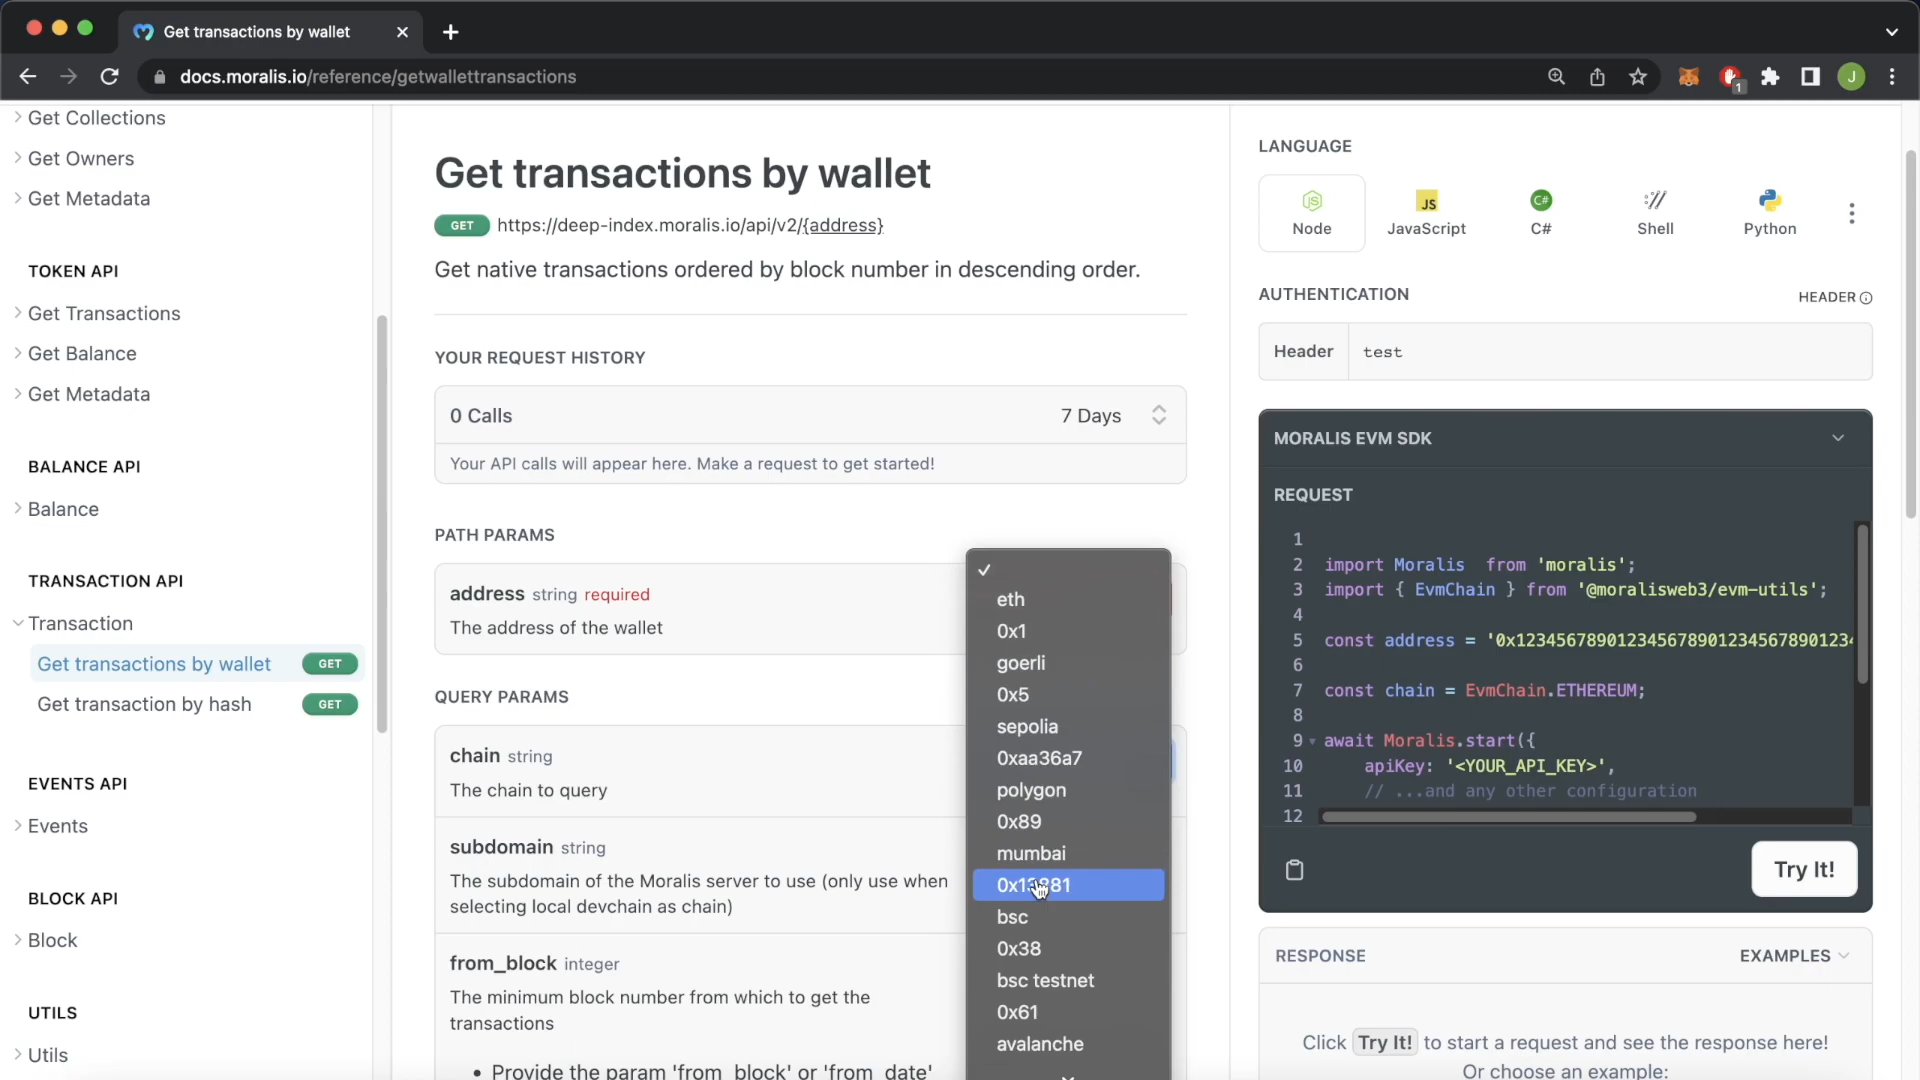 Get transactions by wallet
docs.moralis.io/reference/getwallettransactions
1
J
Get Collections
Get Owners
Get Metadata
TOKEN API
Get Transactions
Get Balance
Get Metadata
BALANCE API
Balance
TRANSACTION API
Transaction
Get transactions by wallet GET
Get transaction by hash GET
EVENTS API
Events
BLOCK API
Block
UTILS
Utils
Get transactions by wallet
GET https://deep-index.moralis.io/api/v2/{address}
Get native transactions ordered by block number in descending order.
YOUR REQUEST HISTORY
0 Calls 7 Days
Your API calls will appear here. Make a request to get started!
PATH PARAMS
address string required
The address of the wallet
QUERY PARAMS
chain string
The chain to query
subdomain string
The subdomain of the Moralis server to use (only use when
selecting local devchain as chain)
from_block integer
The minimum block number from which to get the
transactions
• Provide the param 'from_block' or 'from_date'
✓
eth
0x1
goerli
0x5
sepolia
0xaa36a7
polygon
0x89
mumbai
0x13881
bsc
0x38
bsc testnet
0x61
avalanche
LANGUAGE
JS C#
Node JavaScript C# Shell Python
AUTHENTICATION HEADER
Header test
MORALIS EVM SDK
REQUEST
1
2 import Moralis from 'moralis';
3 import { EvmChain } from '@moralisweb3/evm-utils';
4
5 const address = '0x1234567890123456789012345678901234
6
7 const chain = EvmChain.ETHEREUM;
8
9 await Moralis.start({
10 apiKey: '<YOUR_API_KEY>',
11 // ...and any other configuration
12
Try It!
RESPONSE EXAMPLES
Click Try It! to start a request and see the response here!
Or choose an example: